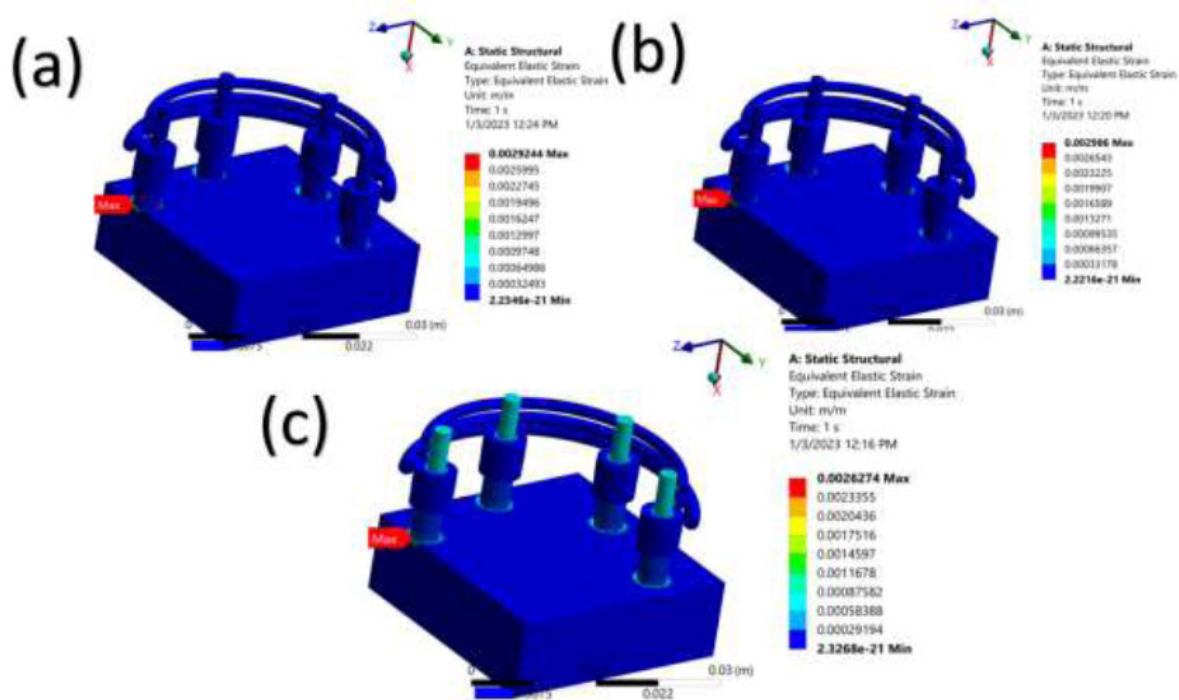 (a)
Z
Y
X
A: Static Structural
Equivalent Elastic Strain
Type: Equivalent Elastic Strain
Unit: m/m
Time: 1 s
1/3/2023 12:24 PM
0.0029244 Max
0.0025995
0.0022745
0.0019496
0.0016247
0.0012997
0.0009748
0.00064986
0.00032493
2.2346e-21 Min
Max
0.03 (m)
0.022
(b)
Z
Y
X
A: Static Structural
Equivalent Elastic Strain
Type: Equivalent Elastic Strain
Unit: m/m
Time: 1 s
1/3/2023 12:20 PM
0.002986 Max
0.0026543
0.0023225
0.0019907
0.0016589
0.0013271
0.00099535
0.00066357
0.00033178
2.2216e-21 Min
Max
0.03 (m)
(c)
Z
Y
X
A: Static Structural
Equivalent Elastic Strain
Type: Equivalent Elastic Strain
Unit: m/m
Time: 1 s
1/3/2023 12:16 PM
0.0026274 Max
0.0023355
0.0020436
0.0017516
0.0014597
0.0011678
0.00087582
0.00058388
0.00029194
2.3268e-21 Min
Max
0.03 (m)
0.022